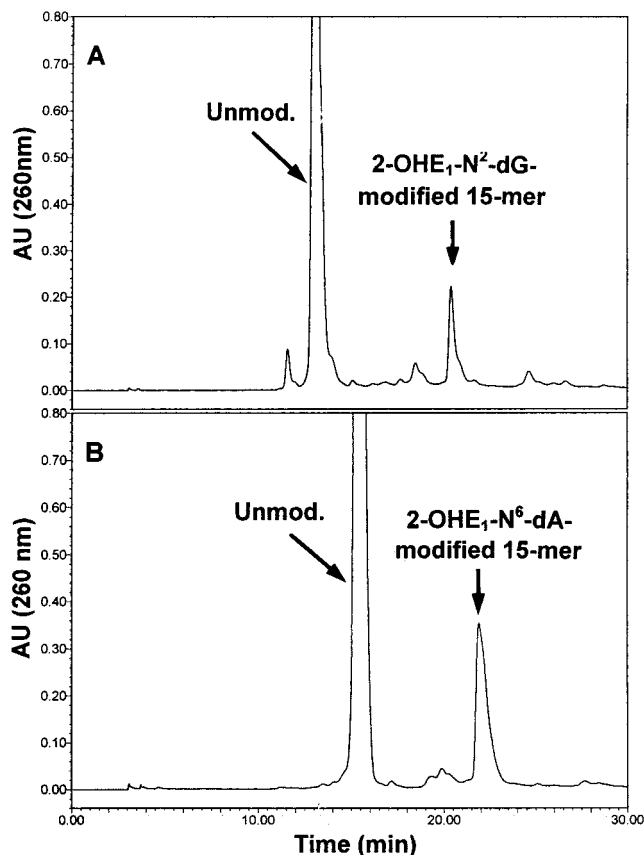 A
AU (260nm)
0.80
0.70
0.60
0.50
0.40
0.30
0.20
0.10
0.00
Unmod.
2-OHE₁-N²-dG-
modified 15-mer
B
AU (260 nm)
0.80
0.70
0.60
0.50
0.40
0.30
0.20
0.10
0.00
Unmod.
2-OHE₁-N⁶-dA-
modified 15-mer
0.00 10.00 20.00 30.00
Time (min)